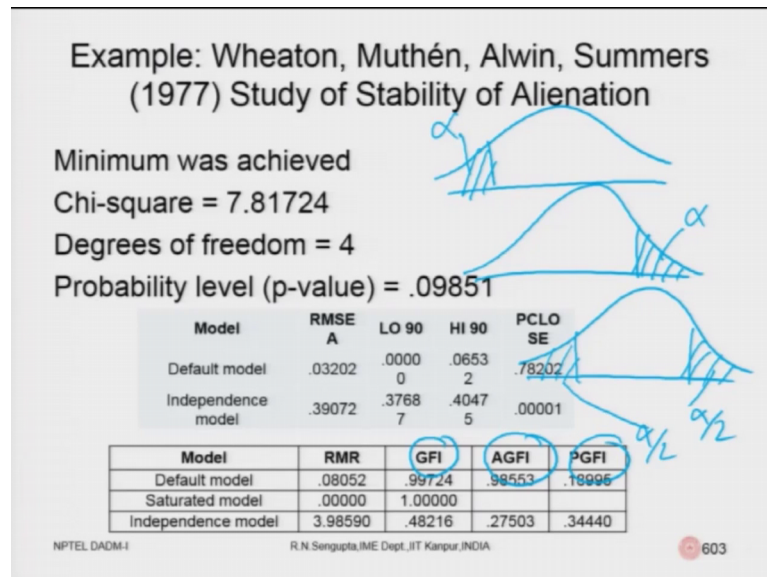 Example: Wheaton, Muthén, Alwin, Summers
(1977) Study of Stability of Alienation
α
Minimum was achieved
Chi-square = 7.81724
α
Degrees of freedom = 4
Probability level (p-value) = .09851
Model RMSE A LO 90 HI 90 PCLO SE
Default model .03202 .0000 0 .0653 2 .78202
Independence model .39072 .3768 7 .4047 5 .00001
α/2 α/2
Model RMR GFI AGFI PGFI
Default model .08052 .99724 .98553 .18995
Saturated model .00000 1.00000
Independence model 3.98590 .48216 .27503 .34440
NPTEL DADM-I R.N.Sengupta,IME Dept.,IIT Kanpur,INDIA 603